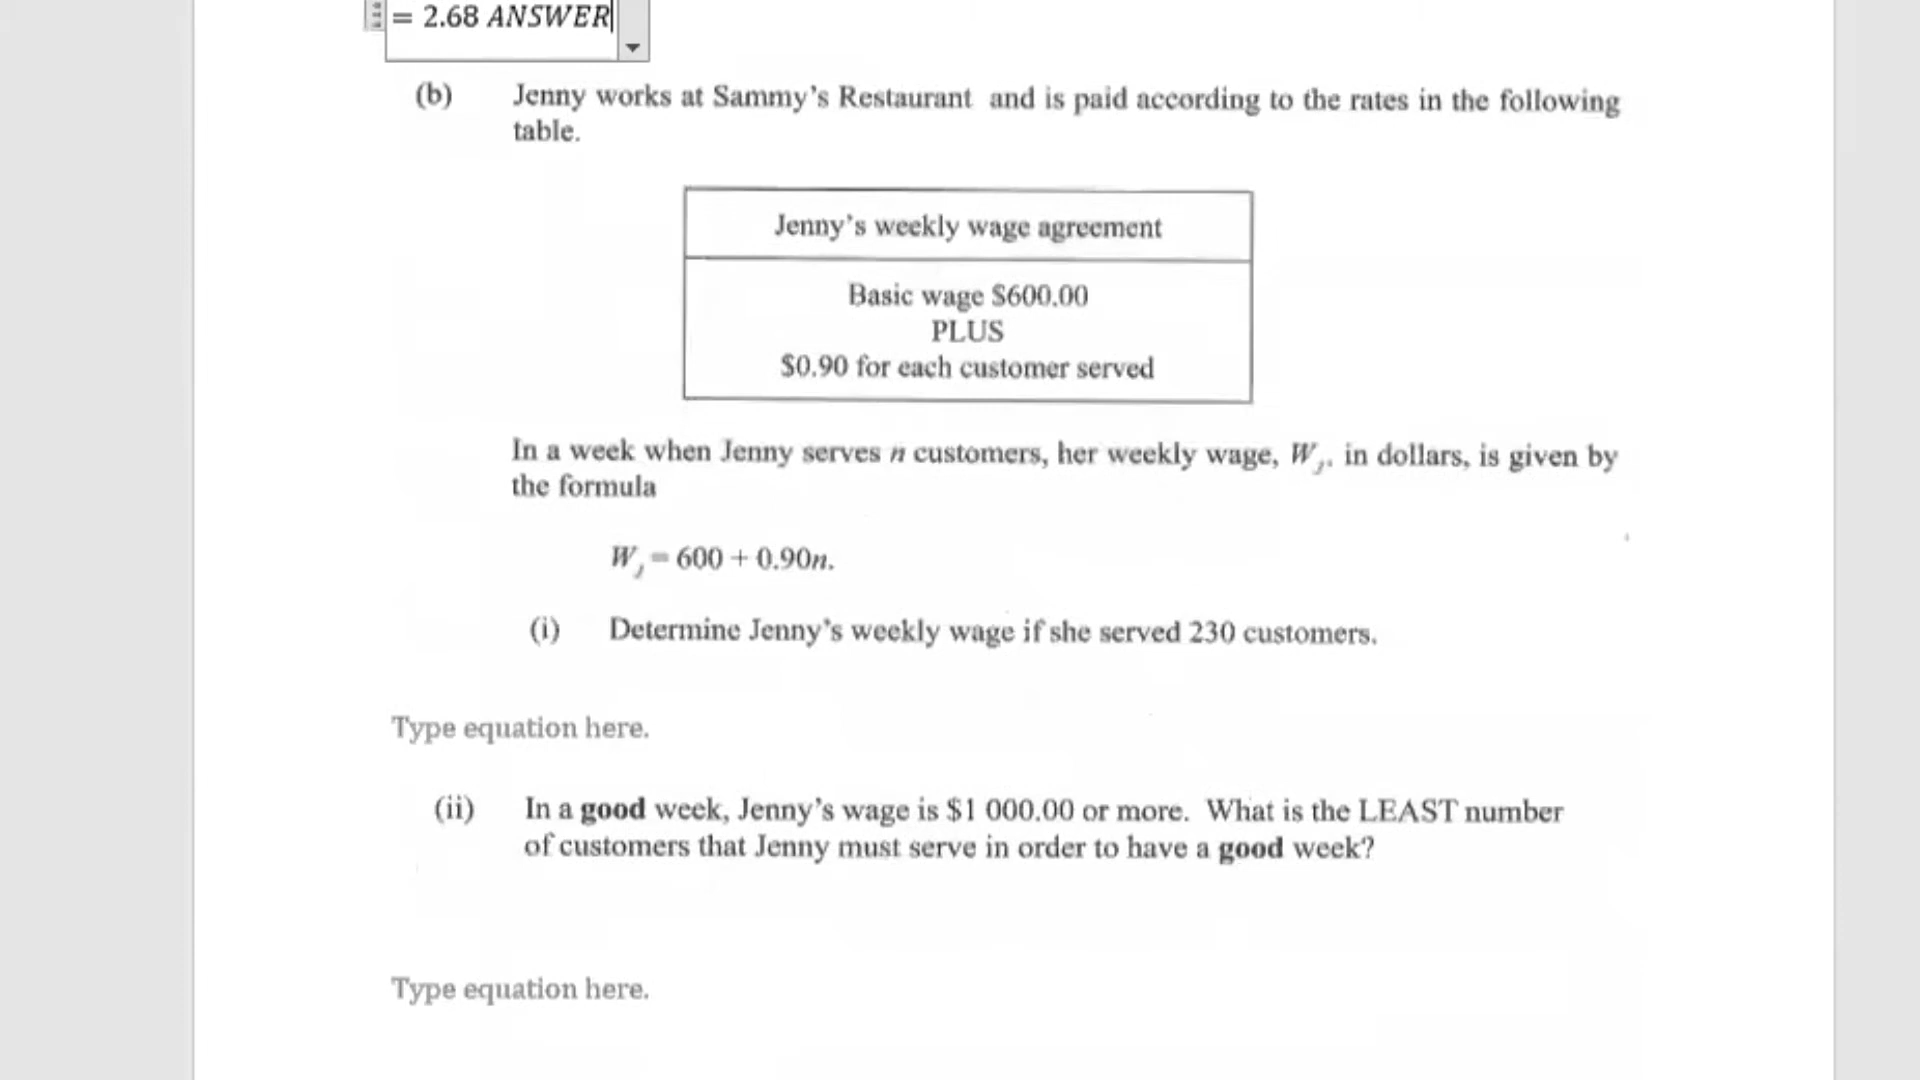 = 2.68 ANSWER
(b) Jenny works at Sammy's Restaurant and is paid according to the rates in the following
table.
Jenny's weekly wage agreement
Basic wage $600.00
PLUS
$0.90 for each customer served
In a week when Jenny serves n customers, her weekly wage, Wⱼ, in dollars, is given by
the formula
Wⱼ = 600 + 0.90n.
(i) Determine Jenny's weekly wage if she served 230 customers.
Type equation here.
(ii) In a good week, Jenny's wage is $1 000.00 or more. What is the LEAST number
of customers that Jenny must serve in order to have a good week?
Type equation here.